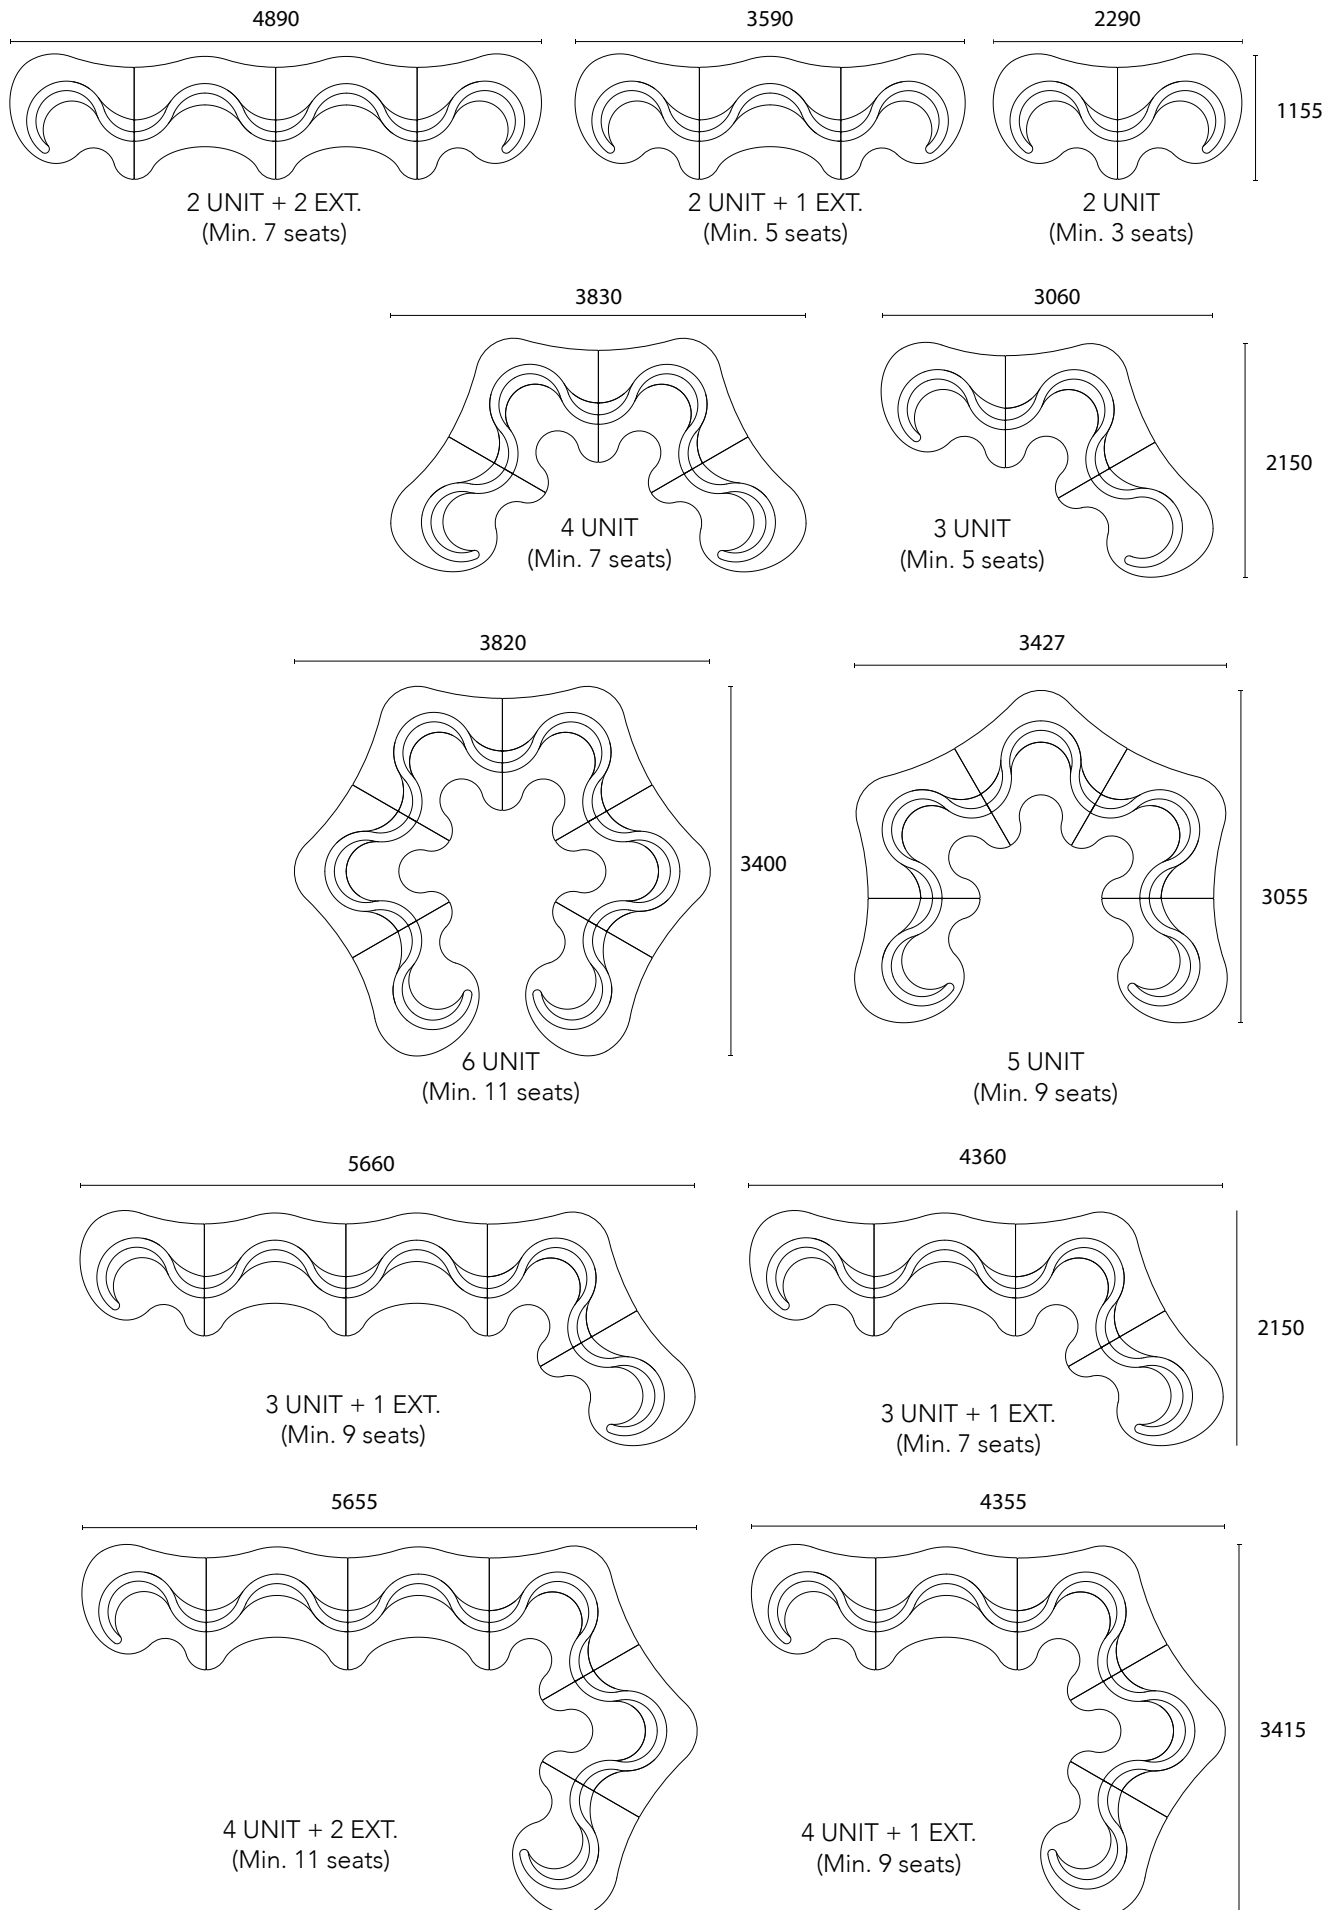 4890
3590
2290
1155
2 UNIT + 2 EXT.
(Min. 7 seats)
2 UNIT + 1 EXT.
(Min. 5 seats)
2 UNIT
(Min. 3 seats)
3830
3060
2150
4 UNIT
(Min. 7 seats)
3 UNIT
(Min. 5 seats)
3820
3427
3400
3055
6 UNIT
(Min. 11 seats)
5 UNIT
(Min. 9 seats)
5660
4360
2150
3 UNIT + 1 EXT.
(Min. 9 seats)
3 UNIT + 1 EXT.
(Min. 7 seats)
5655
4355
3415
4 UNIT + 2 EXT.
(Min. 11 seats)
4 UNIT + 1 EXT.
(Min. 9 seats)